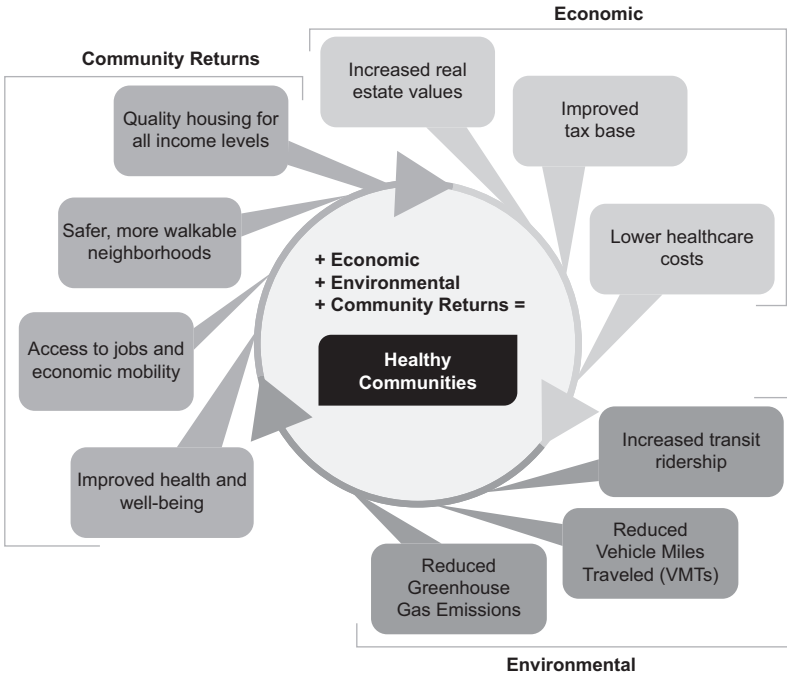 Economic
Community Returns
Increased real
estate values
Improved
tax base
Lower healthcare
costs
Quality housing for
all income levels
Safer, more walkable
neighborhoods
Access to jobs and
economic mobility
Improved health and
well-being
+ Economic
+ Environmental
+ Community Returns =
Healthy
Communities
Increased transit
ridership
Reduced
Vehicle Miles
Traveled (VMTs)
Reduced
Greenhouse
Gas Emissions
Environmental